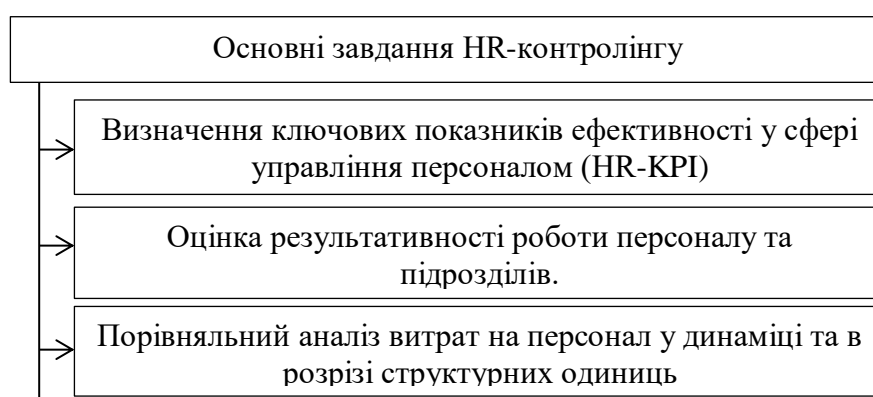 Основні завдання HR-контролінгу
Визначення ключових показників ефективності у сфері
управління персоналом (HR-KPI)
Оцінка результативності роботи персоналу та
підрозділів.
Порівняльний аналіз витрат на персонал у динаміці та в
розрізі структурних одиниць